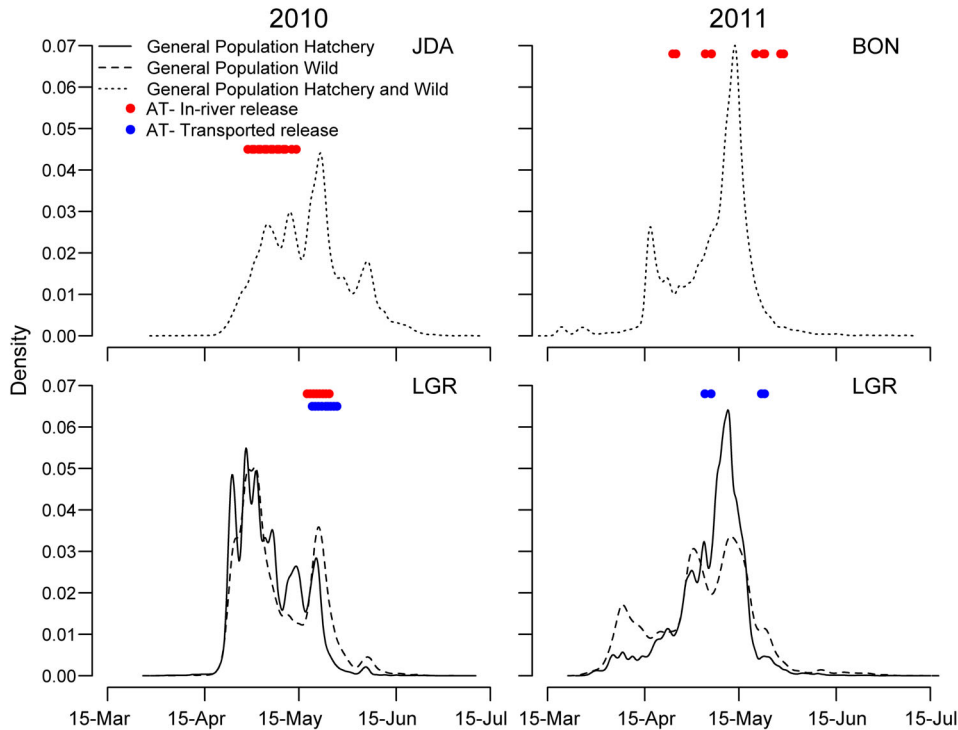 2010
2011
JDA
General Population Hatchery
General Population Wild
General Population Hatchery and Wild
AT- In-river release
AT- Transported release
0.07
0.06
0.05
0.04
0.03
0.02
0.01
0.00
BON
Density
LGR
0.07
0.06
0.05
0.04
0.03
0.02
0.01
0.00
LGR
15-Mar 15-Apr 15-May 15-Jun 15-Jul
15-Mar 15-Apr 15-May 15-Jun 15-Jul